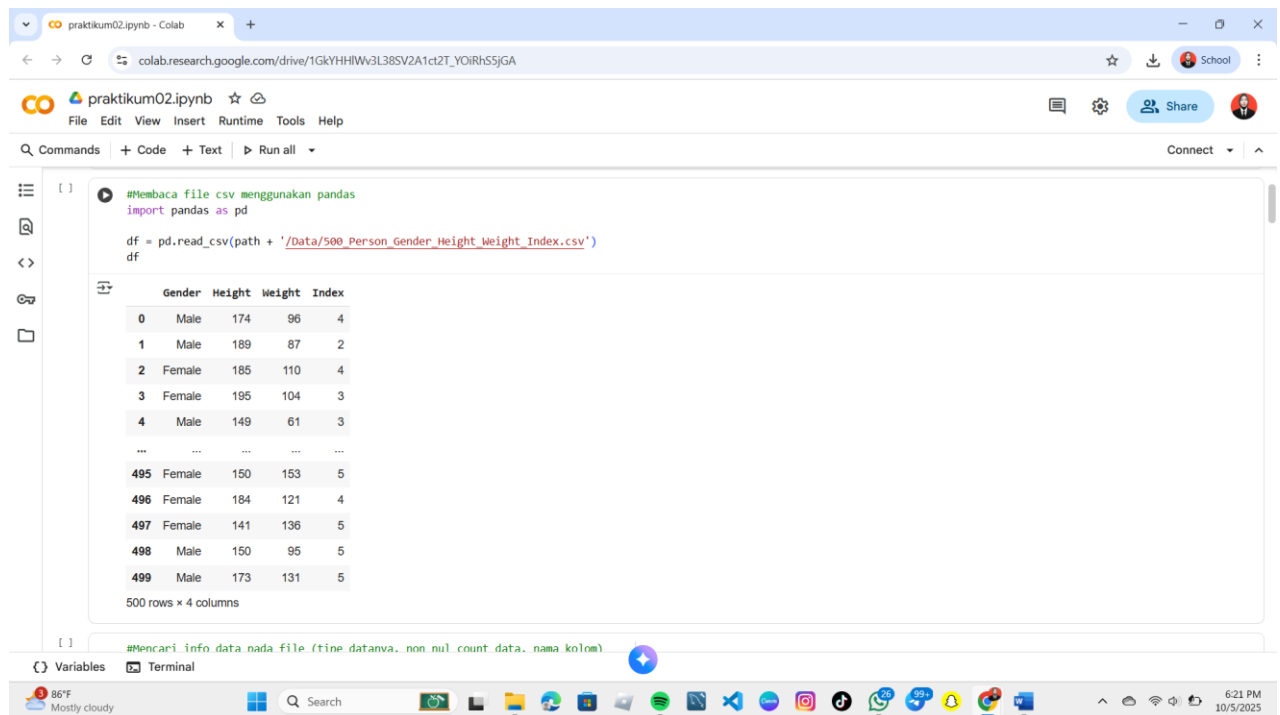 praktikum02.ipynb - Colab
colab.research.google.com/drive/1GkYHHlWv3L38SV2A1ct2T_YOiRhS5jGA
School
praktikum02.ipynb
File Edit View Insert Runtime Tools Help
Share
Commands + Code + Text Run all
Connect
[ ]
#Membaca file csv menggunakan pandas
import pandas as pd
df = pd.read_csv(path + '/Data/500_Person_Gender_Height_Weight_Index.csv')
df
Gender Height Weight Index
0 Male 174 96 4
1 Male 189 87 2
2 Female 185 110 4
3 Female 195 104 3
4 Male 149 61 3
... ... ... ... ...
495 Female 150 153 5
496 Female 184 121 4
497 Female 141 136 5
498 Male 150 95 5
499 Male 173 131 5
500 rows × 4 columns
[ ]
#Mencari info data pada file (tipe datanya, non nul count data, nama kolom)
{} Variables Terminal
3
86°F
Mostly cloudy
Search
26
99+
6:21 PM
10/5/2025